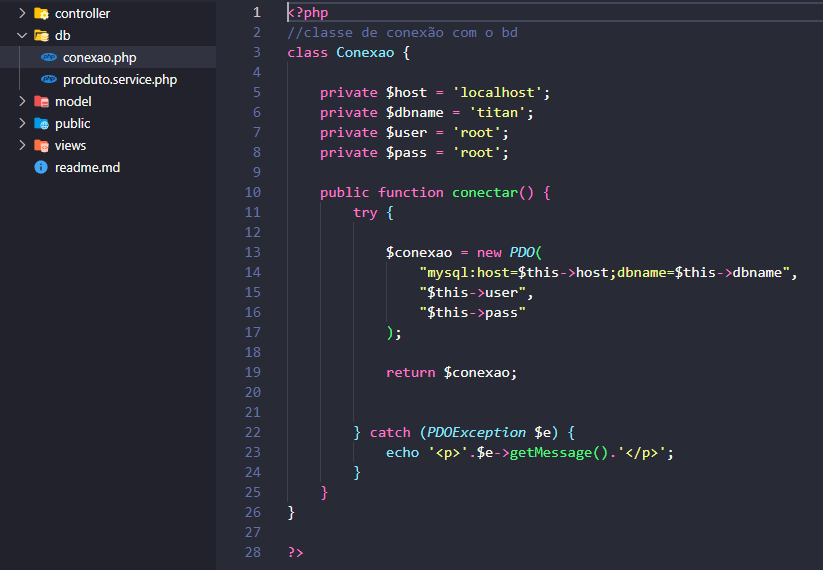 controller
db
conexao.php
produto.service.php
model
public
views
readme.md
1 <?php
2 //classe de conexão com o bd
3 class Conexao {
4
5 private $host = 'localhost';
6 private $dbname = 'titan';
7 private $user = 'root';
8 private $pass = 'root';
9
10 public function conectar() {
11 try {
12
13 $conexao = new PDO(
14 "mysql:host=$this->host;dbname=$this->dbname",
15 "$this->user",
16 "$this->pass"
17 );
18
19 return $conexao;
20
21
22 } catch (PDOException $e) {
23 echo '<p>'.$e->getMessage().'</p>';
24 }
25 }
26 }
27
28 ?>